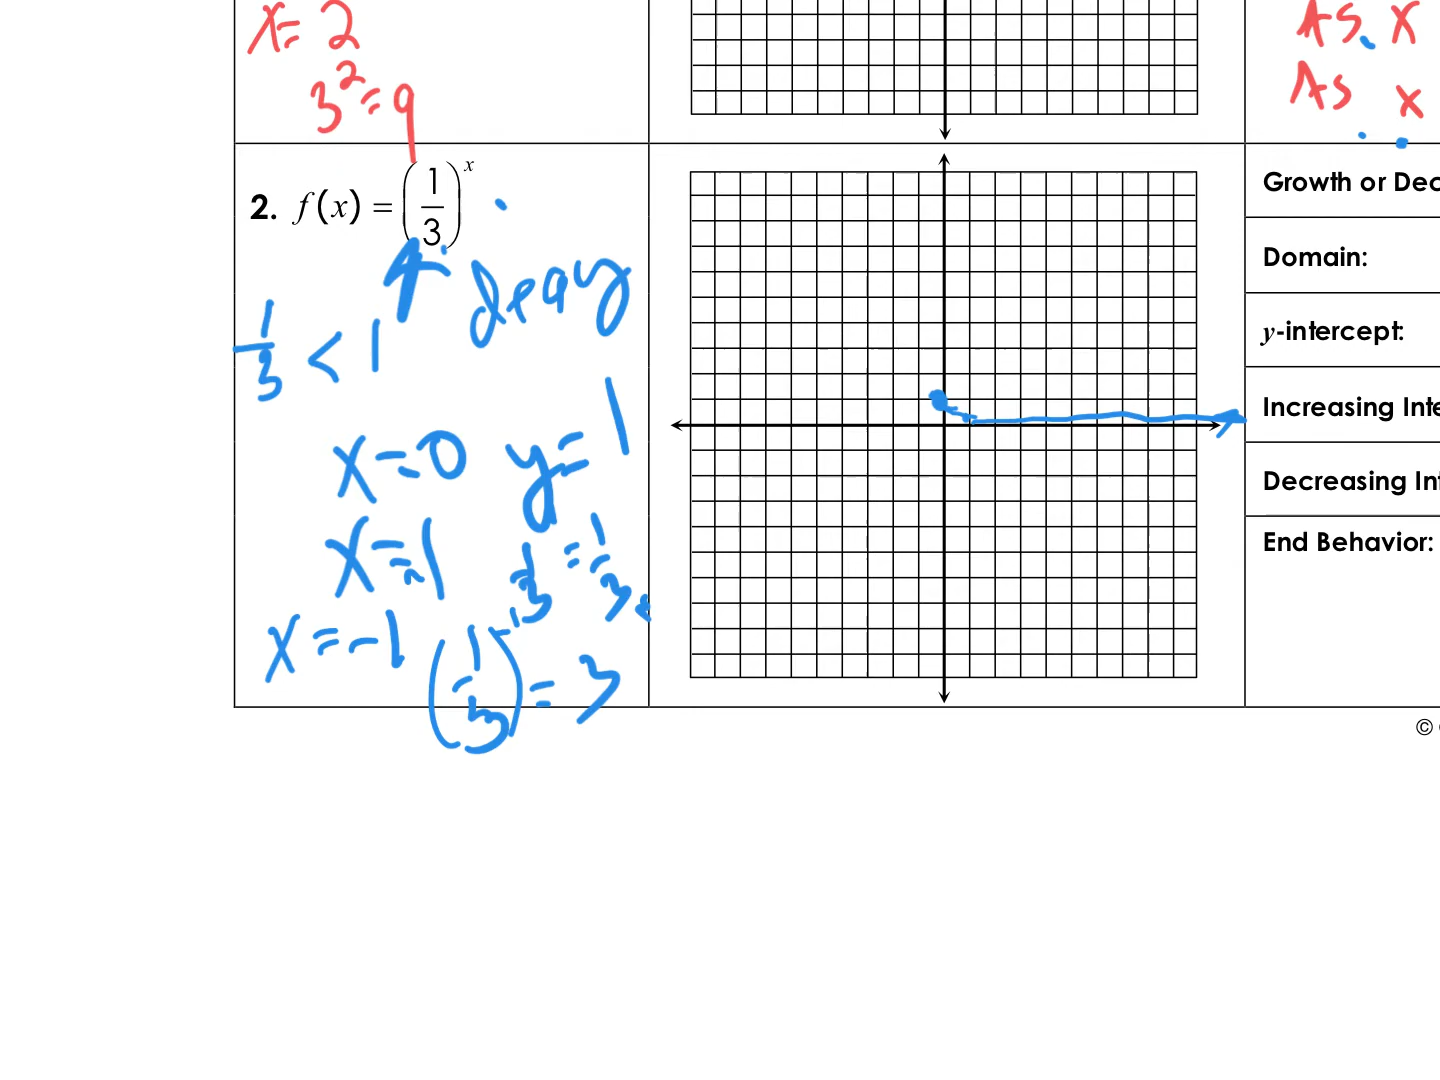 x= 2
3²=9
As x
As x
2. f(x) = (1/3)^x
decay
1/3 < 1
x=0 y=1
x=1 1/3 = 1/3
x=-1 (1/3)^-1 = 3
Growth or Dec
Domain:
y-intercept:
Increasing Inte
Decreasing Int
End Behavior:
©